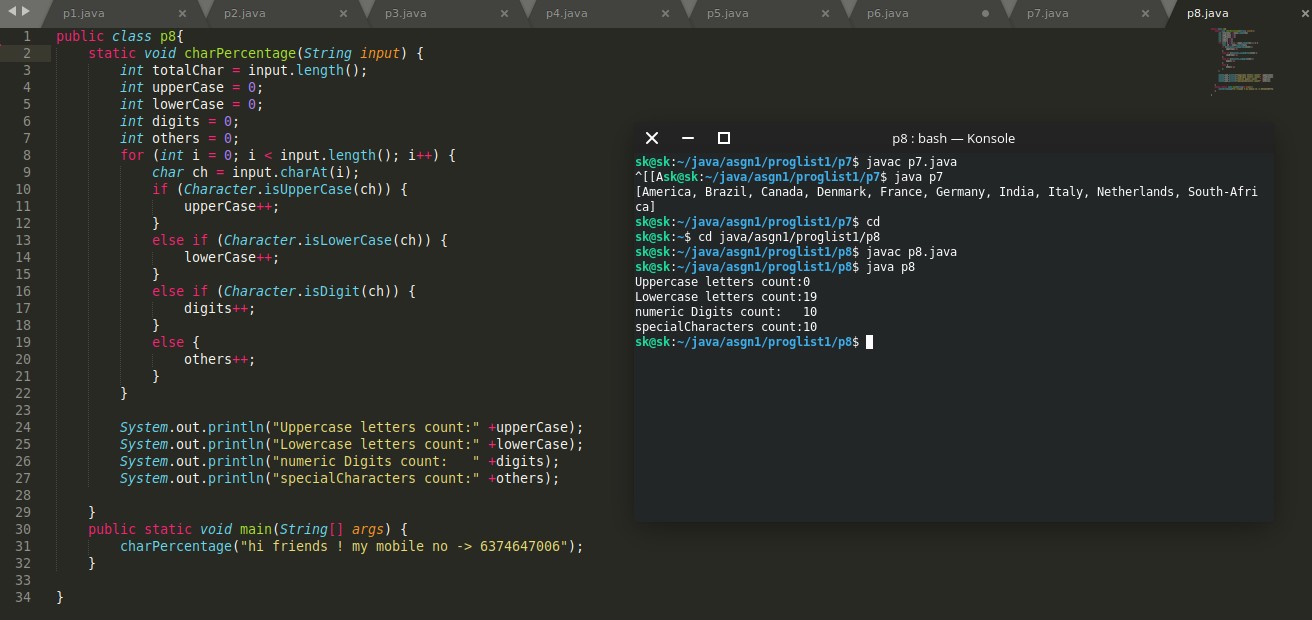 p1.java × p2.java × p3.java × p4.java × p5.java × p6.java ● p7.java × p8.java ×
1 public class p8{
2 static void charPercentage(String input) {
3 int totalChar = input.length();
4 int upperCase = 0;
5 int lowerCase = 0;
6 int digits = 0;
7 int others = 0;
8 for (int i = 0; i < input.length(); i++) {
9 char ch = input.charAt(i);
10 if (Character.isUpperCase(ch)) {
11 upperCase++;
12 }
13 else if (Character.isLowerCase(ch)) {
14 lowerCase++;
15 }
16 else if (Character.isDigit(ch)) {
17 digits++;
18 }
19 else {
20 others++;
21 }
22 }
23
24 System.out.println("Uppercase letters count:" +upperCase);
25 System.out.println("Lowercase letters count:" +lowerCase);
26 System.out.println("numeric Digits count:   " +digits);
27 System.out.println("specialCharacters count:" +others);
28
29 }
30 public static void main(String[] args) {
31 charPercentage("hi friends ! my mobile no -> 6374647006");
32 }
33
34 }
p8 : bash — Konsole
sk@sk:~/java/asgn1/proglist1/p7$ javac p7.java
^[[Ask@sk:~/java/asgn1/proglist1/p7$ java p7
[America, Brazil, Canada, Denmark, France, Germany, India, Italy, Netherlands, South-Afri
ca]
sk@sk:~/java/asgn1/proglist1/p7$ cd
sk@sk:~$ cd java/asgn1/proglist1/p8
sk@sk:~/java/asgn1/proglist1/p8$ javac p8.java
sk@sk:~/java/asgn1/proglist1/p8$ java p8
Uppercase letters count:0
Lowercase letters count:19
numeric Digits count:   10
specialCharacters count:10
sk@sk:~/java/asgn1/proglist1/p8$